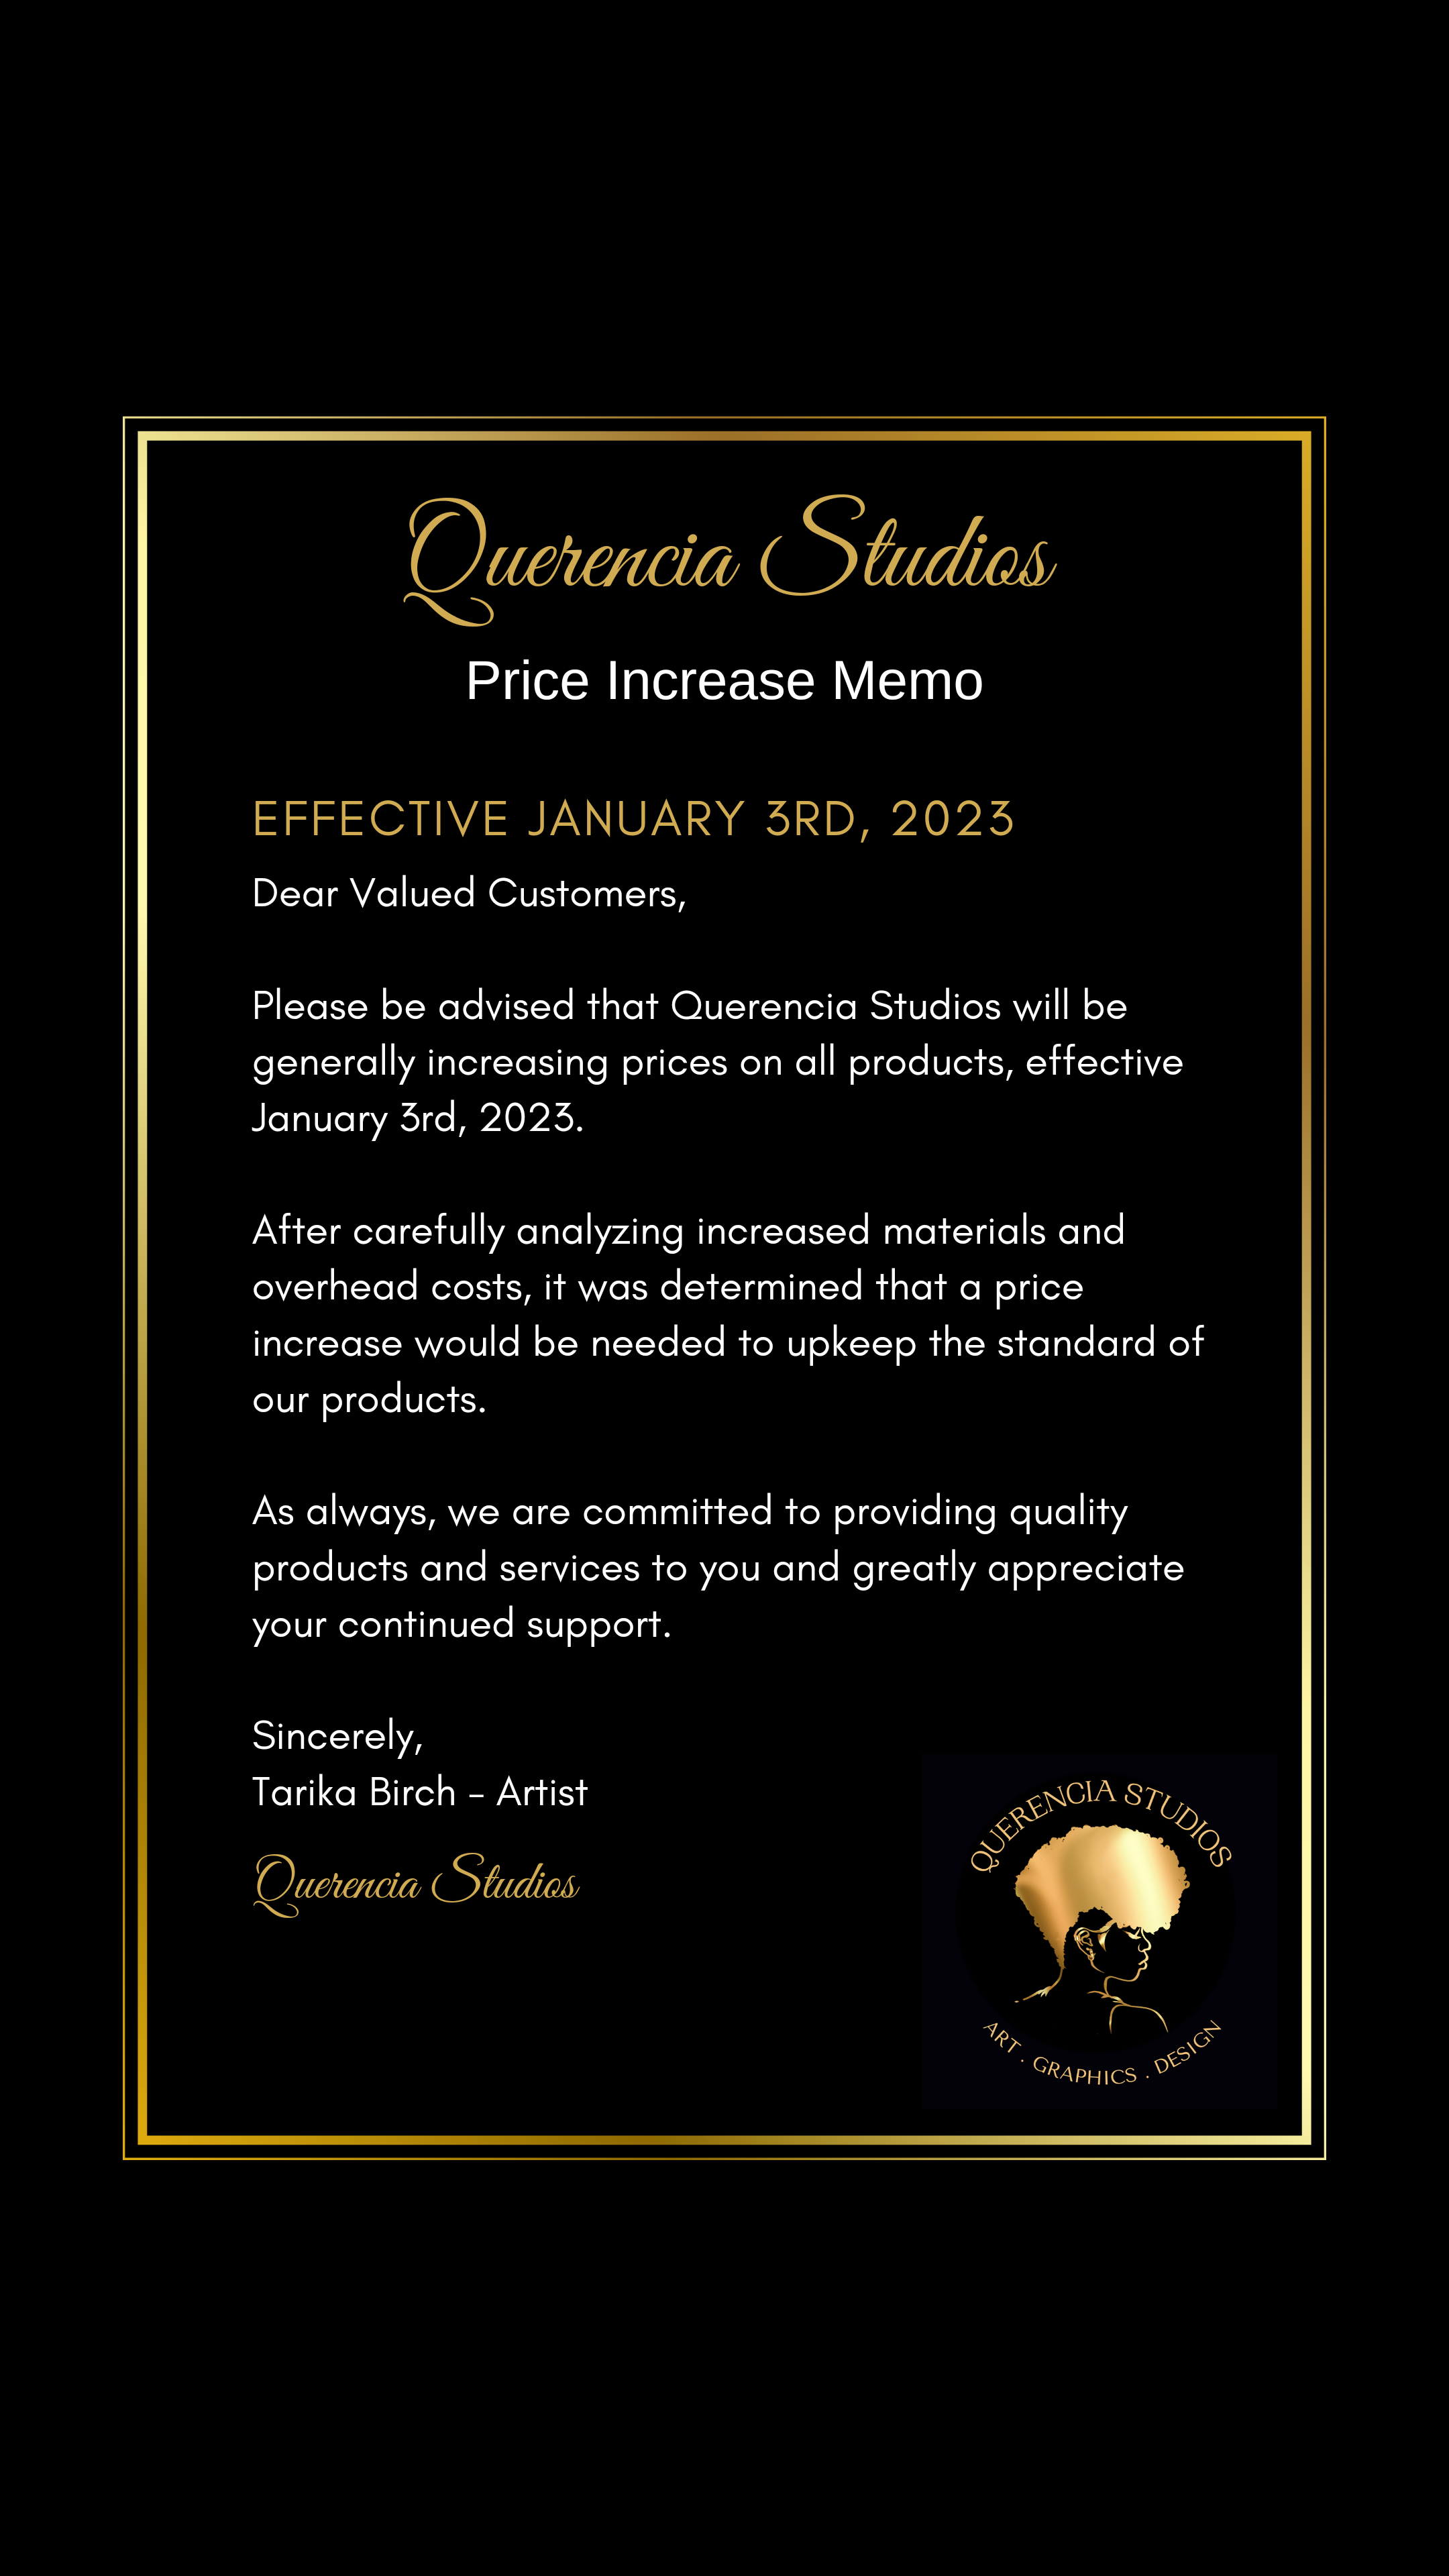 Querencia Studios
Price Increase Memo
EFFECTIVE JANUARY 3RD, 2023
Dear Valued Customers,
Please be advised that Querencia Studios will be
generally increasing prices on all products, effective
January 3rd, 2023.
After carefully analyzing increased materials and
overhead costs, it was determined that a price
increase would be needed to upkeep the standard of
our products.
As always, we are committed to providing quality
products and services to you and greatly appreciate
your continued support.
Sincerely,
Tarika Birch - Artist
Querencia Studios
QUERENCIA STUDIOS
ART . GRAPHICS . DESIGN